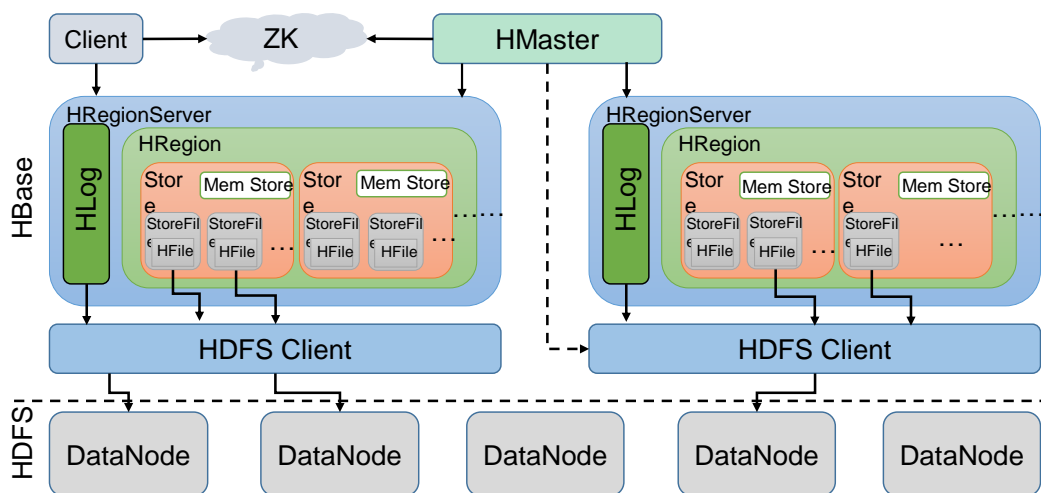 Client
ZK
HMaster
HBase
HRegionServer
HLog
HRegion
Stor
e
Mem Store
StoreFil
e
HFile
StoreFil
e
HFile
...
Stor
e
Mem Store
StoreFil
e
HFile
StoreFil
e
HFile
...
......
HRegionServer
HLog
HRegion
Stor
e
Mem Store
StoreFil
e
HFile
StoreFil
e
HFile
...
Stor
e
Mem Store
StoreFil
e
HFile
...
......
HDFS Client
HDFS Client
HDFS
DataNode
DataNode
DataNode
DataNode
DataNode